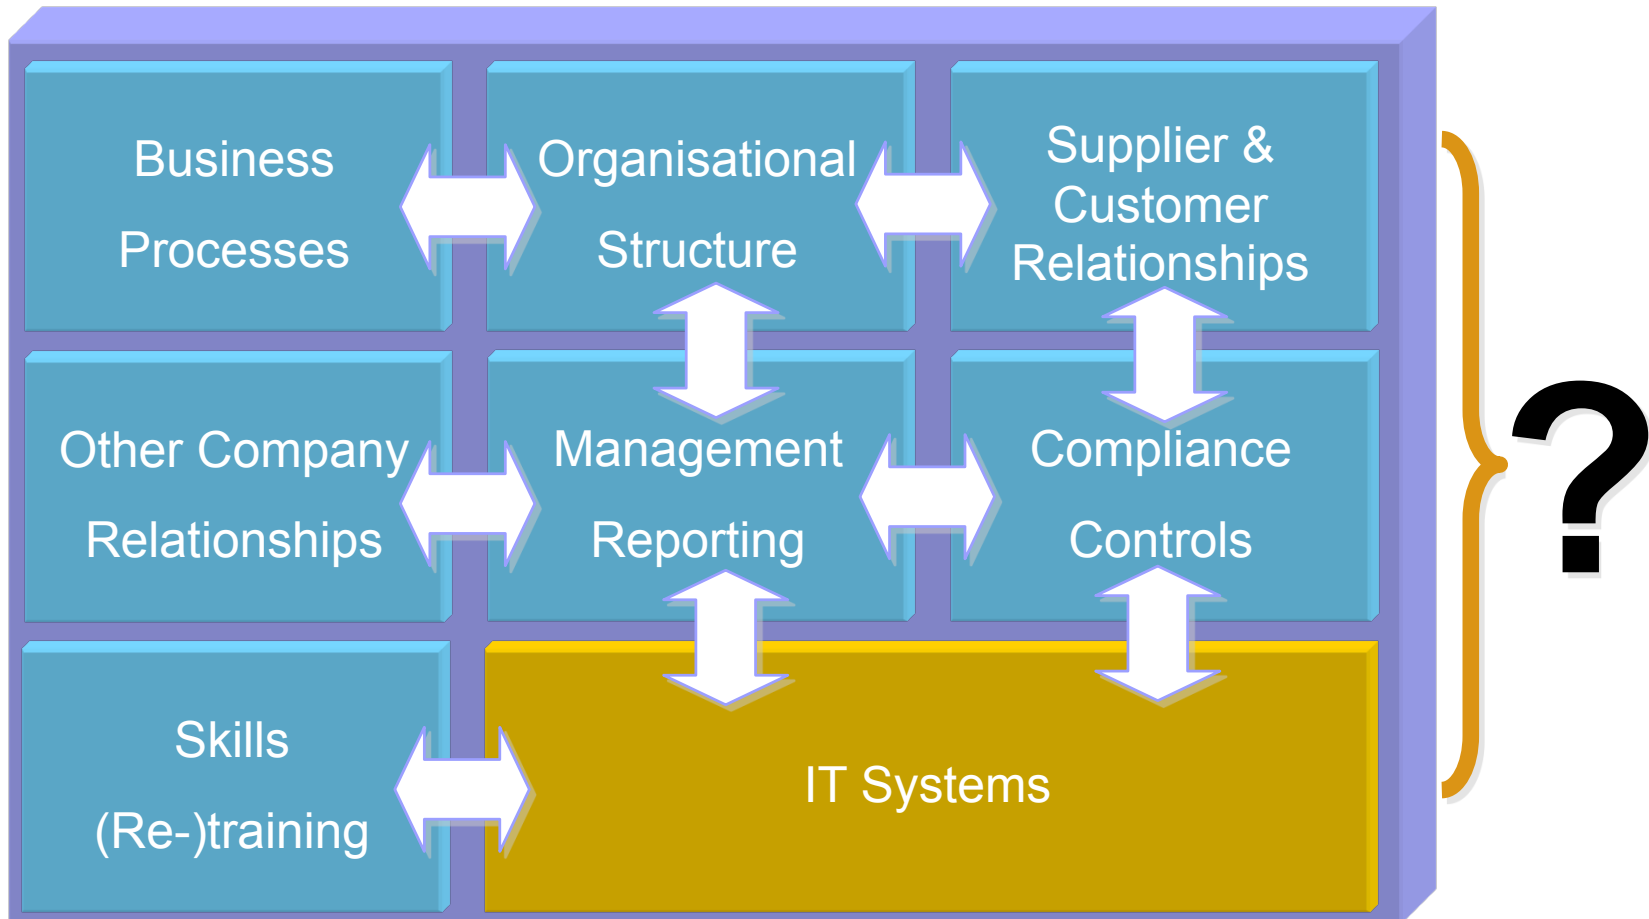 Business
Processes
Organisational
Structure
Supplier &
Customer
Relationships
Other Company
Relationships
Management
Reporting
Compliance
Controls
Skills
(Re-)training
IT Systems
?